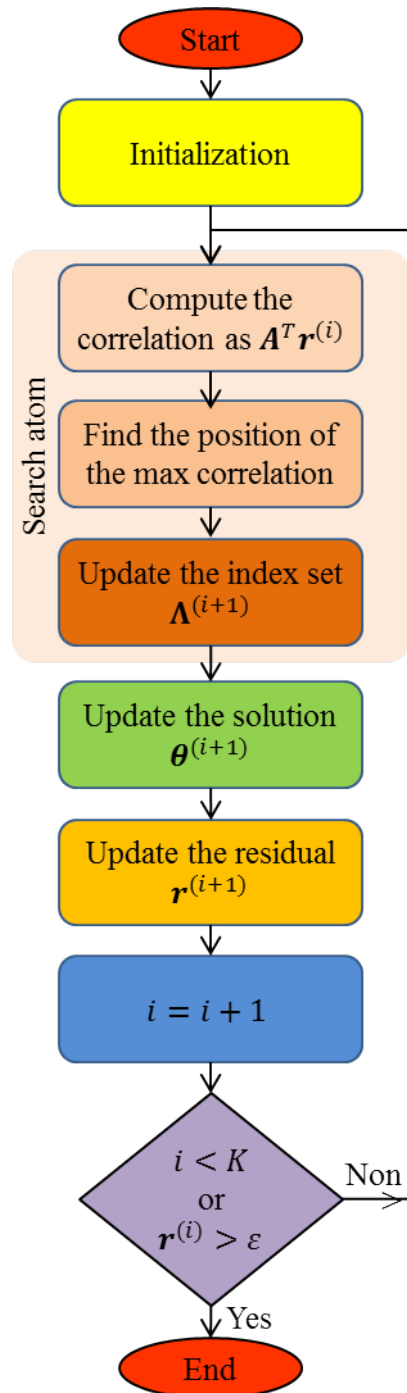 Start
Initialization
Search atom
Compute the
correlation as 𝑨ᵀ𝒓⁽ⁱ⁾
Find the position of
the max correlation
Update the index set
𝚲⁽ⁱ⁺¹⁾
Update the solution
𝜽⁽ⁱ⁺¹⁾
Update the residual
𝒓⁽ⁱ⁺¹⁾
𝑖 = 𝑖 + 1
𝑖 < 𝐾
or
𝒓⁽ⁱ⁾ > 𝜀
Non
Yes
End